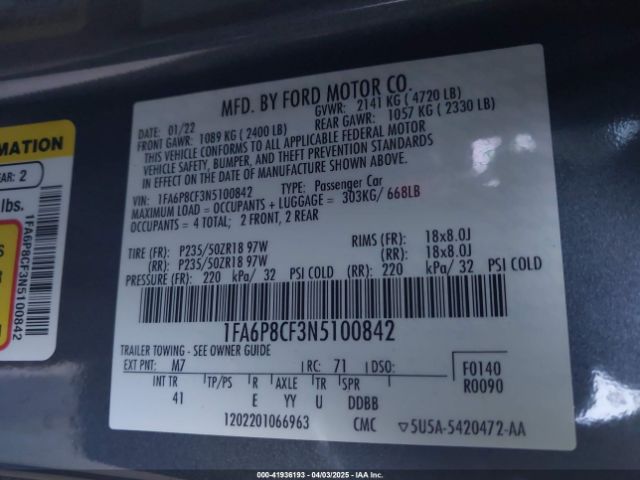 MFD. BY FORD MOTOR CO.
DATE: 01/22 GVWR: 2141 KG (4720 LB)
FRONT GAWR: 1089 KG (2400 LB) REAR GAWR: 1057 KG (2330 LB)
THIS VEHICLE CONFORMS TO ALL APPLICABLE FEDERAL MOTOR
VEHICLE SAFETY, BUMPER, AND THEFT PREVENTION STANDARDS
IN EFFECT ON THE DATE OF MANUFACTURE SHOWN ABOVE.
VIN: 1FA6P8CF3N5100842 TYPE: Passenger Car
MAXIMUM LOAD = OCCUPANTS + LUGGAGE = 303KG/ 668LB
OCCUPANTS = 4 TOTAL; 2 FRONT, 2 REAR
TIRE (FR): P235/50ZR18 97W RIMS (FR): 18x8.0J
(RR): P235/50ZR18 97W (RR): 18x8.0J
PRESSURE (FR): 220 kPa/ 32 PSI COLD (RR): 220 kPa/ 32 PSI COLD
1FA6P8CF3N5100842
TRAILER TOWING - SEE OWNER GUIDE
EXT PNT: M7 RC: 71 DSO: F0140
R0090
INT TR TP/PS R AXLE TR SPR
41 E YY U DDBB
1202201066963 CMC 5U5A-5420472-AA
MATION
EAR: 2
lbs.
1FA6P8CF3N5100842
000-41936193 - 04/03/2025 - IAAI, Inc.